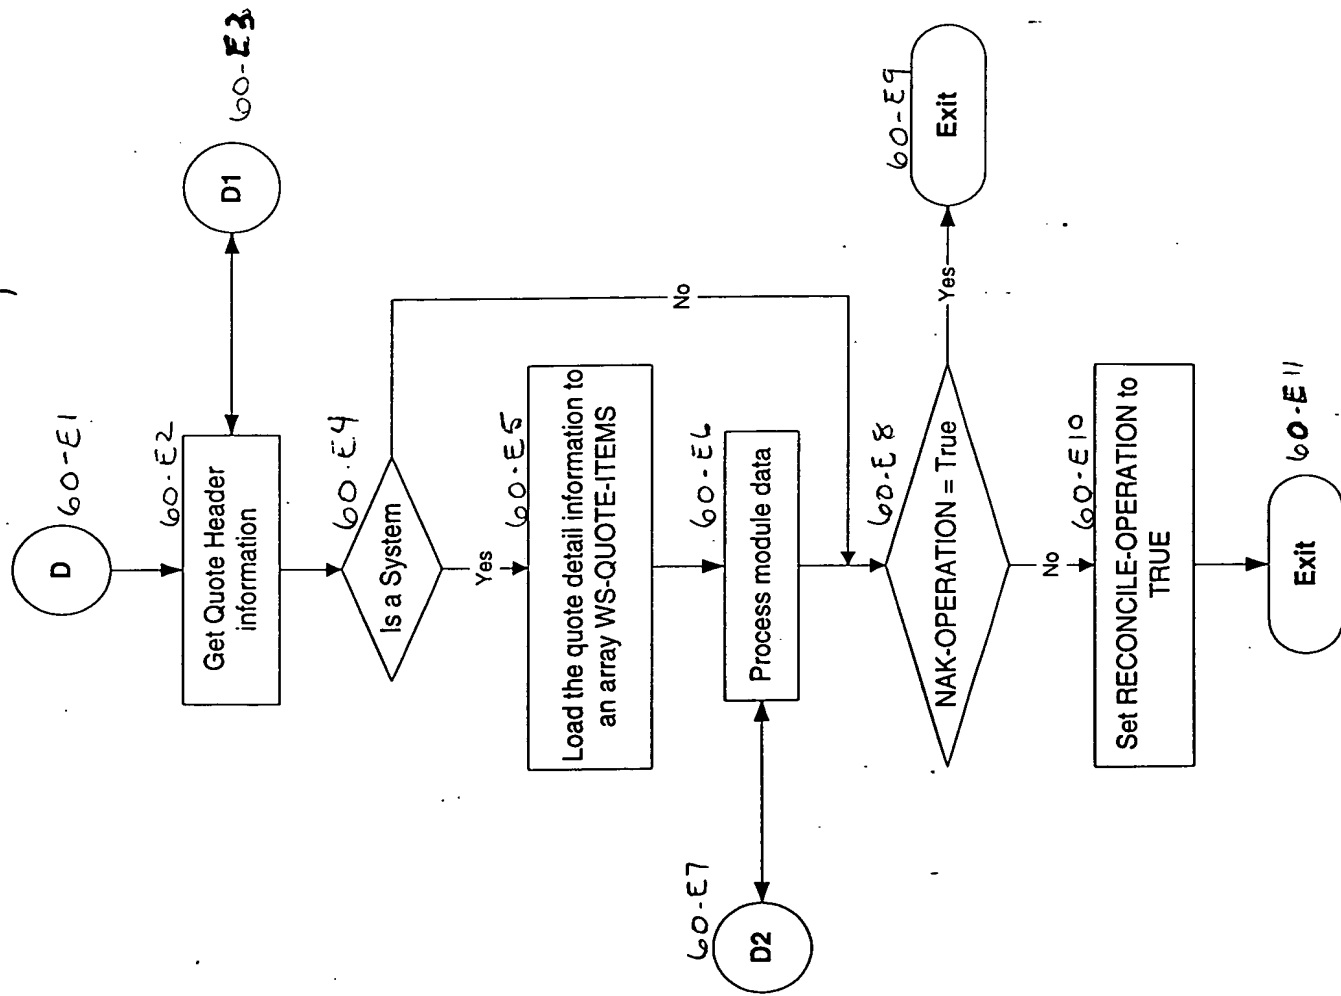 D
60-E1
60-E2
Get Quote Header
information
D1
60-E3
60-E4
Is a System
Yes
No
60-E5
Load the quote detail information to
an array WS-QUOTE-ITEMS
60-E6
Process module data
60-E7
D2
60-E8
NAK-OPERATION = True
Yes
60-E9
Exit
No
60-E10
Set RECONCILE-OPERATION to
TRUE
60-E11
Exit